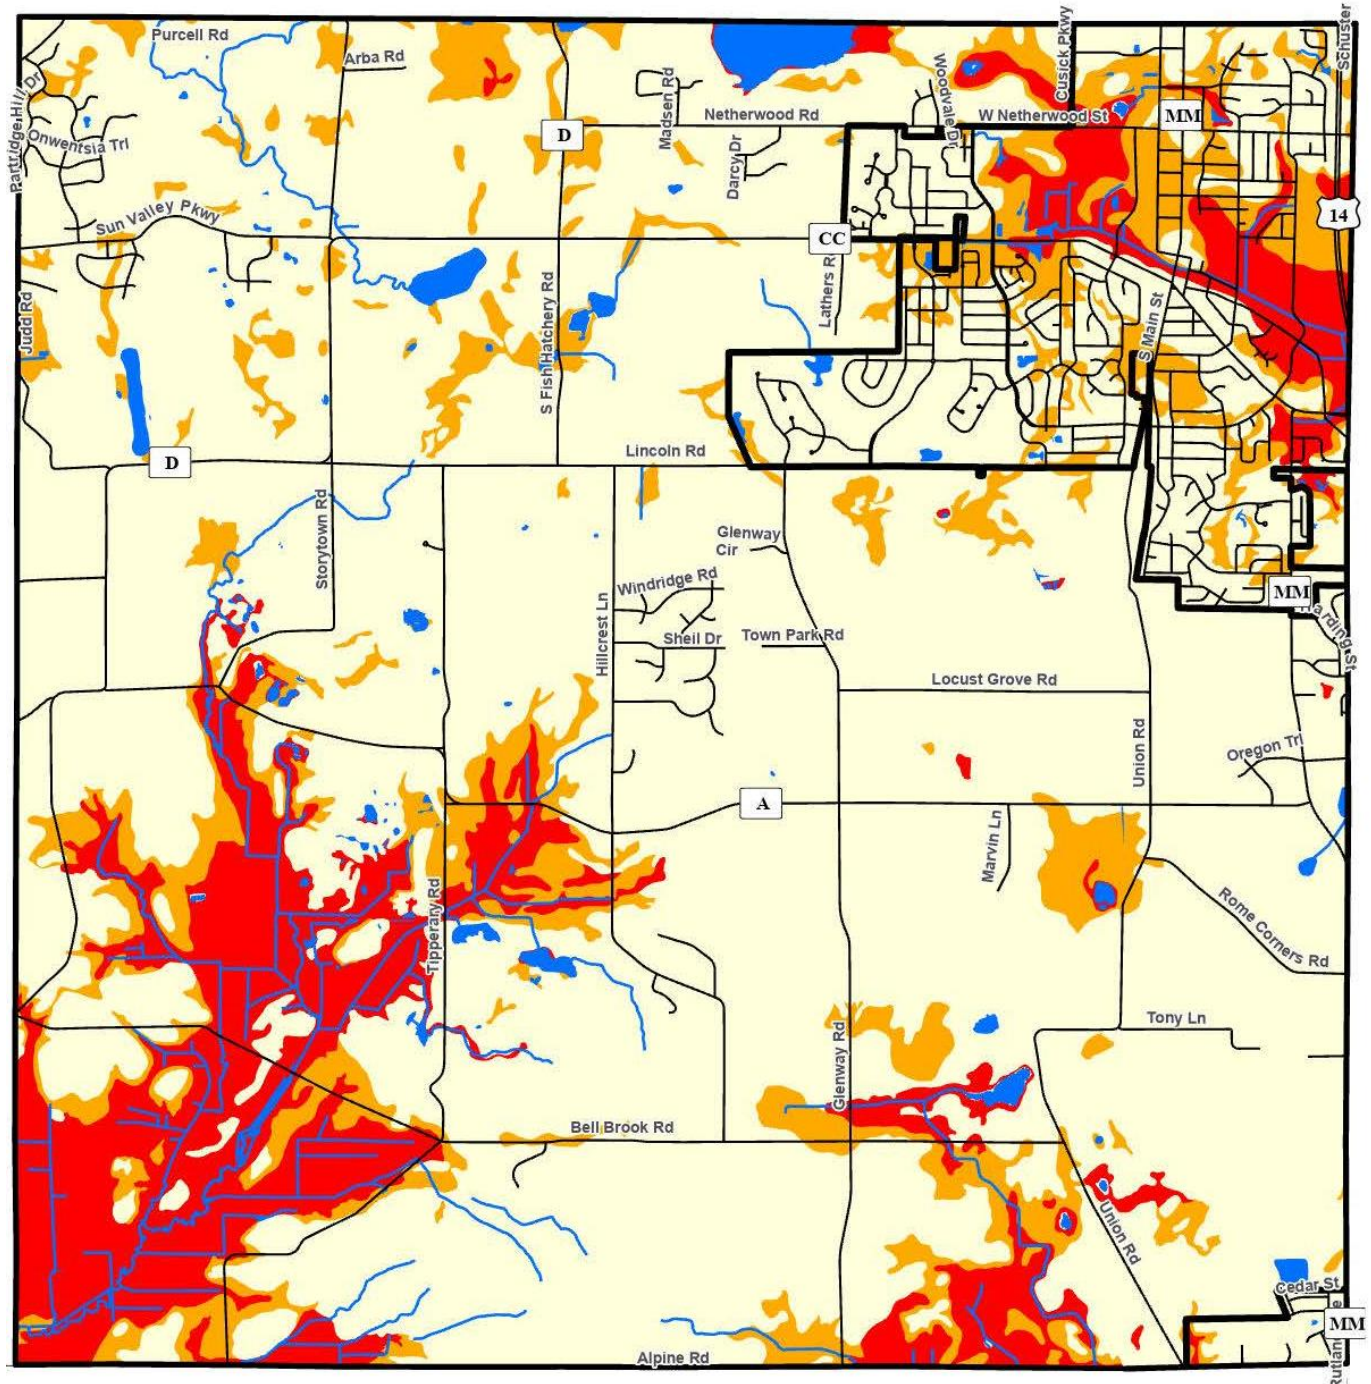 Purcell Rd
Arba Rd
Cusick Pkwy
Schuster
Partridge Hill Dr
Madsen Rd
Woodvale Dr
Netherwood Rd
W Netherwood St
MM
D
Onwentsia Trl
Darcy Dr
14
Sun Valley Pkwy
CC
Lathers R
Judd Rd
S Fish Hatchery Rd
S Main St
D
Lincoln Rd
Storytown Rd
Glenway
Cir
Windridge Rd
MM
Harding St
Hillcrest Ln
Sheil Dr
Town Park Rd
Locust Grove Rd
Union Rd
Oregon Trl
A
Marvin Ln
Tipperary Rd
Rome Corners Rd
Tony Ln
Glenway Rd
Bell Brook Rd
Union Rd
Cedar St
MM
Alpine Rd